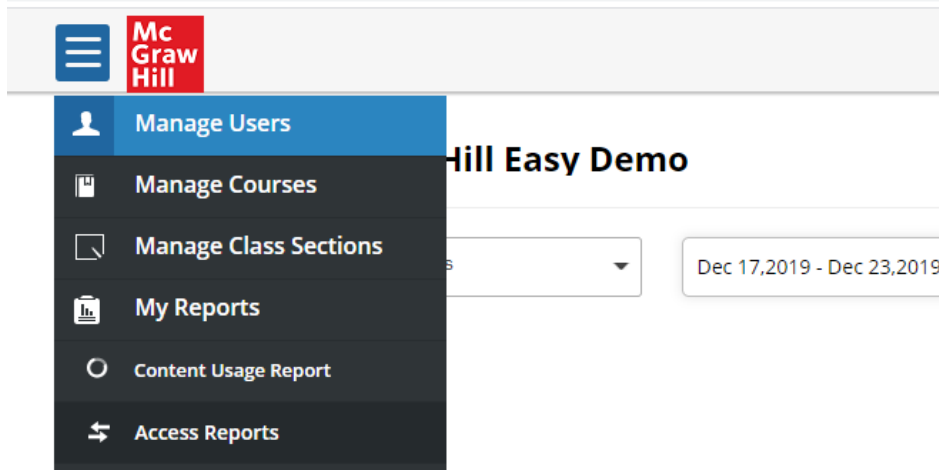 Mc
Graw
Hill
Manage Users
Hill Easy Demo
Manage Courses
Manage Class Sections
s
Dec 17,2019 - Dec 23,2019
My Reports
Content Usage Report
Access Reports